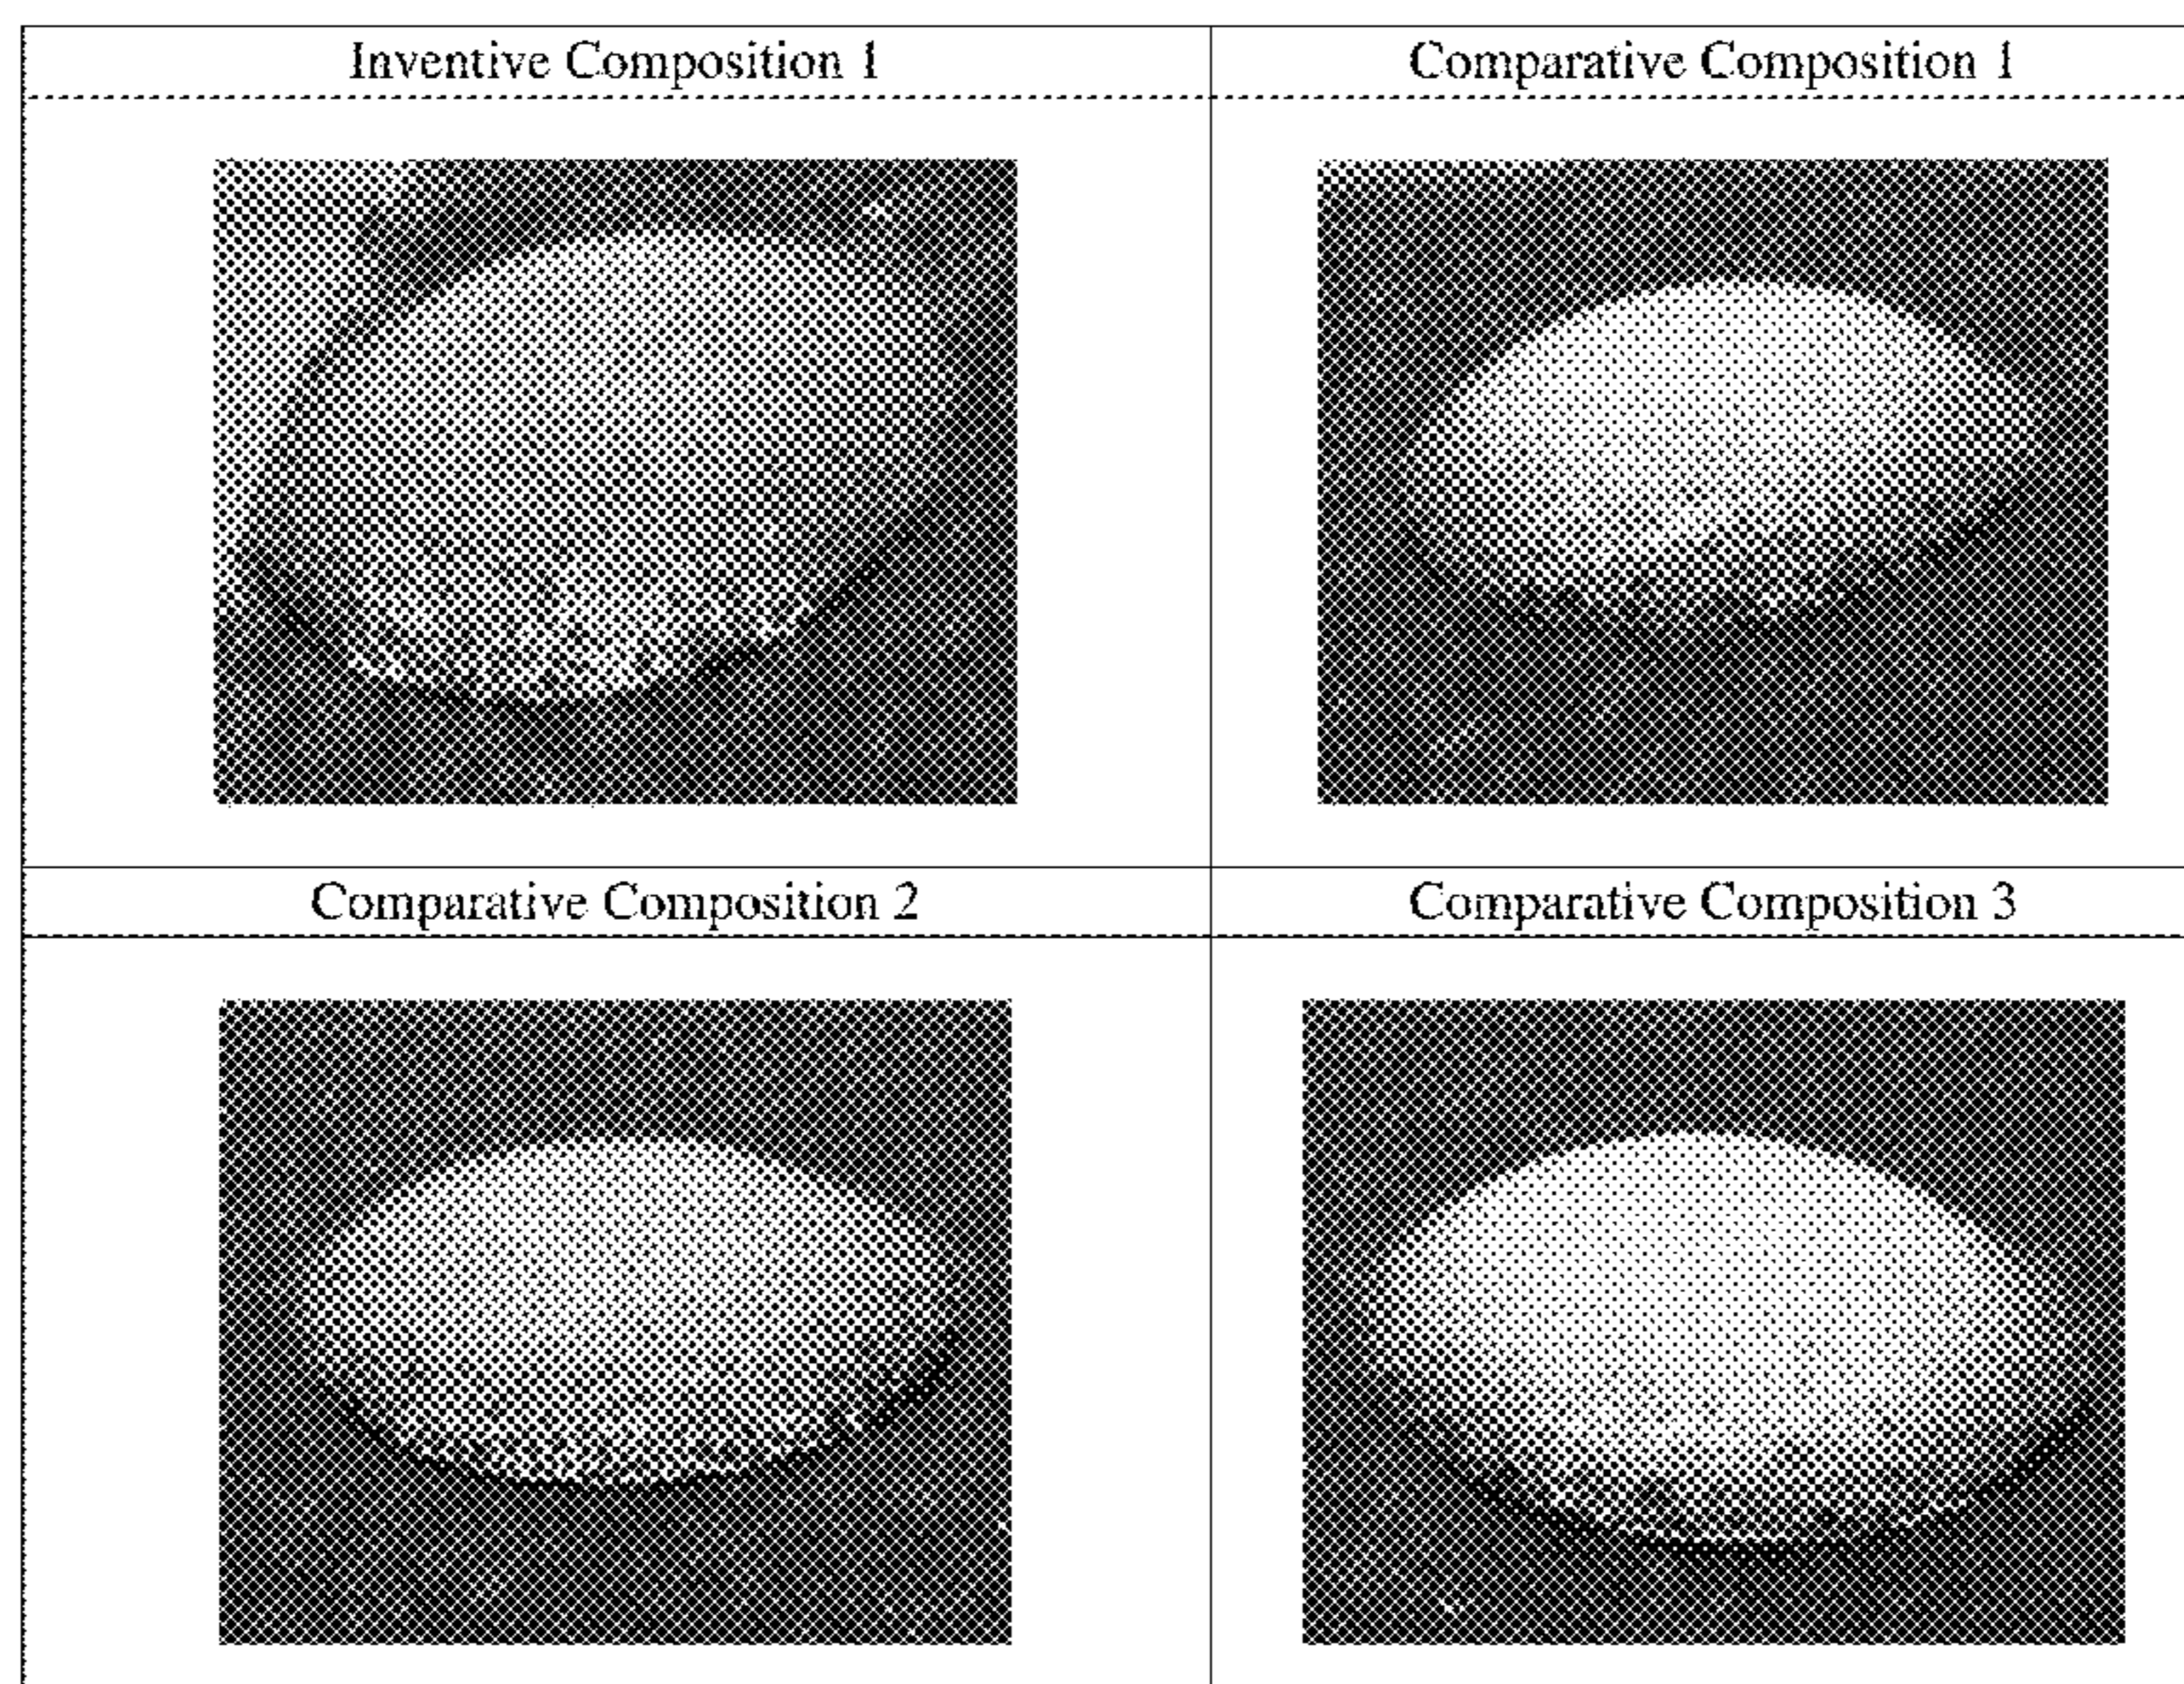 Inventive Composition 1
Comparative Composition 1
Comparative Composition 2
Comparative Composition 3